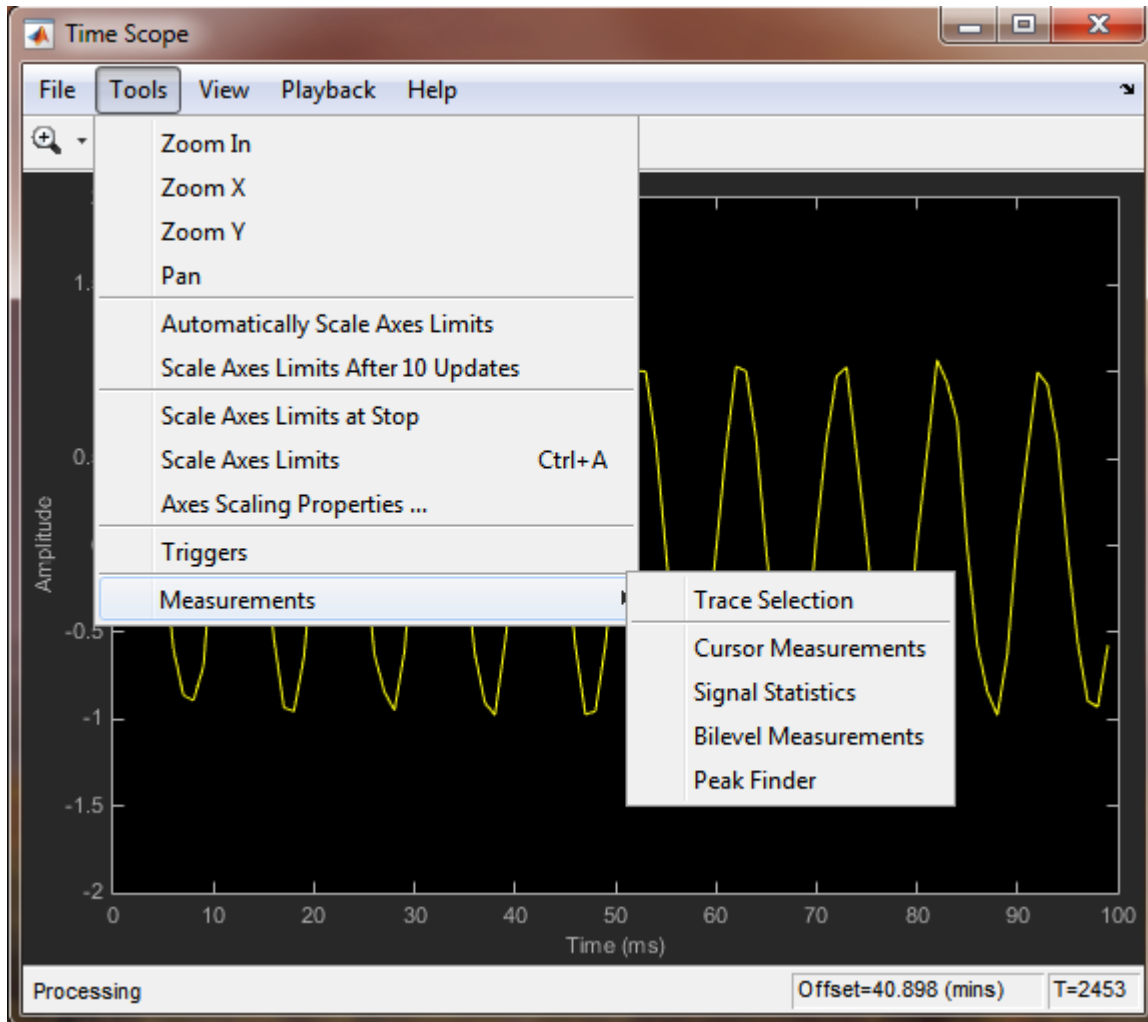 Time Scope
File Tools View Playback Help
Zoom In
Zoom X
Zoom Y
Pan
Automatically Scale Axes Limits
Scale Axes Limits After 10 Updates
Scale Axes Limits at Stop
Scale Axes Limits Ctrl+A
Axes Scaling Properties ...
Triggers
Measurements
Trace Selection
Cursor Measurements
Signal Statistics
Bilevel Measurements
Peak Finder
Amplitude
-0.5
-1
-1.5
-2
0 10 20 30 40 50 60 70 80 90 100
Time (ms)
Processing Offset=40.898 (mins) T=2453